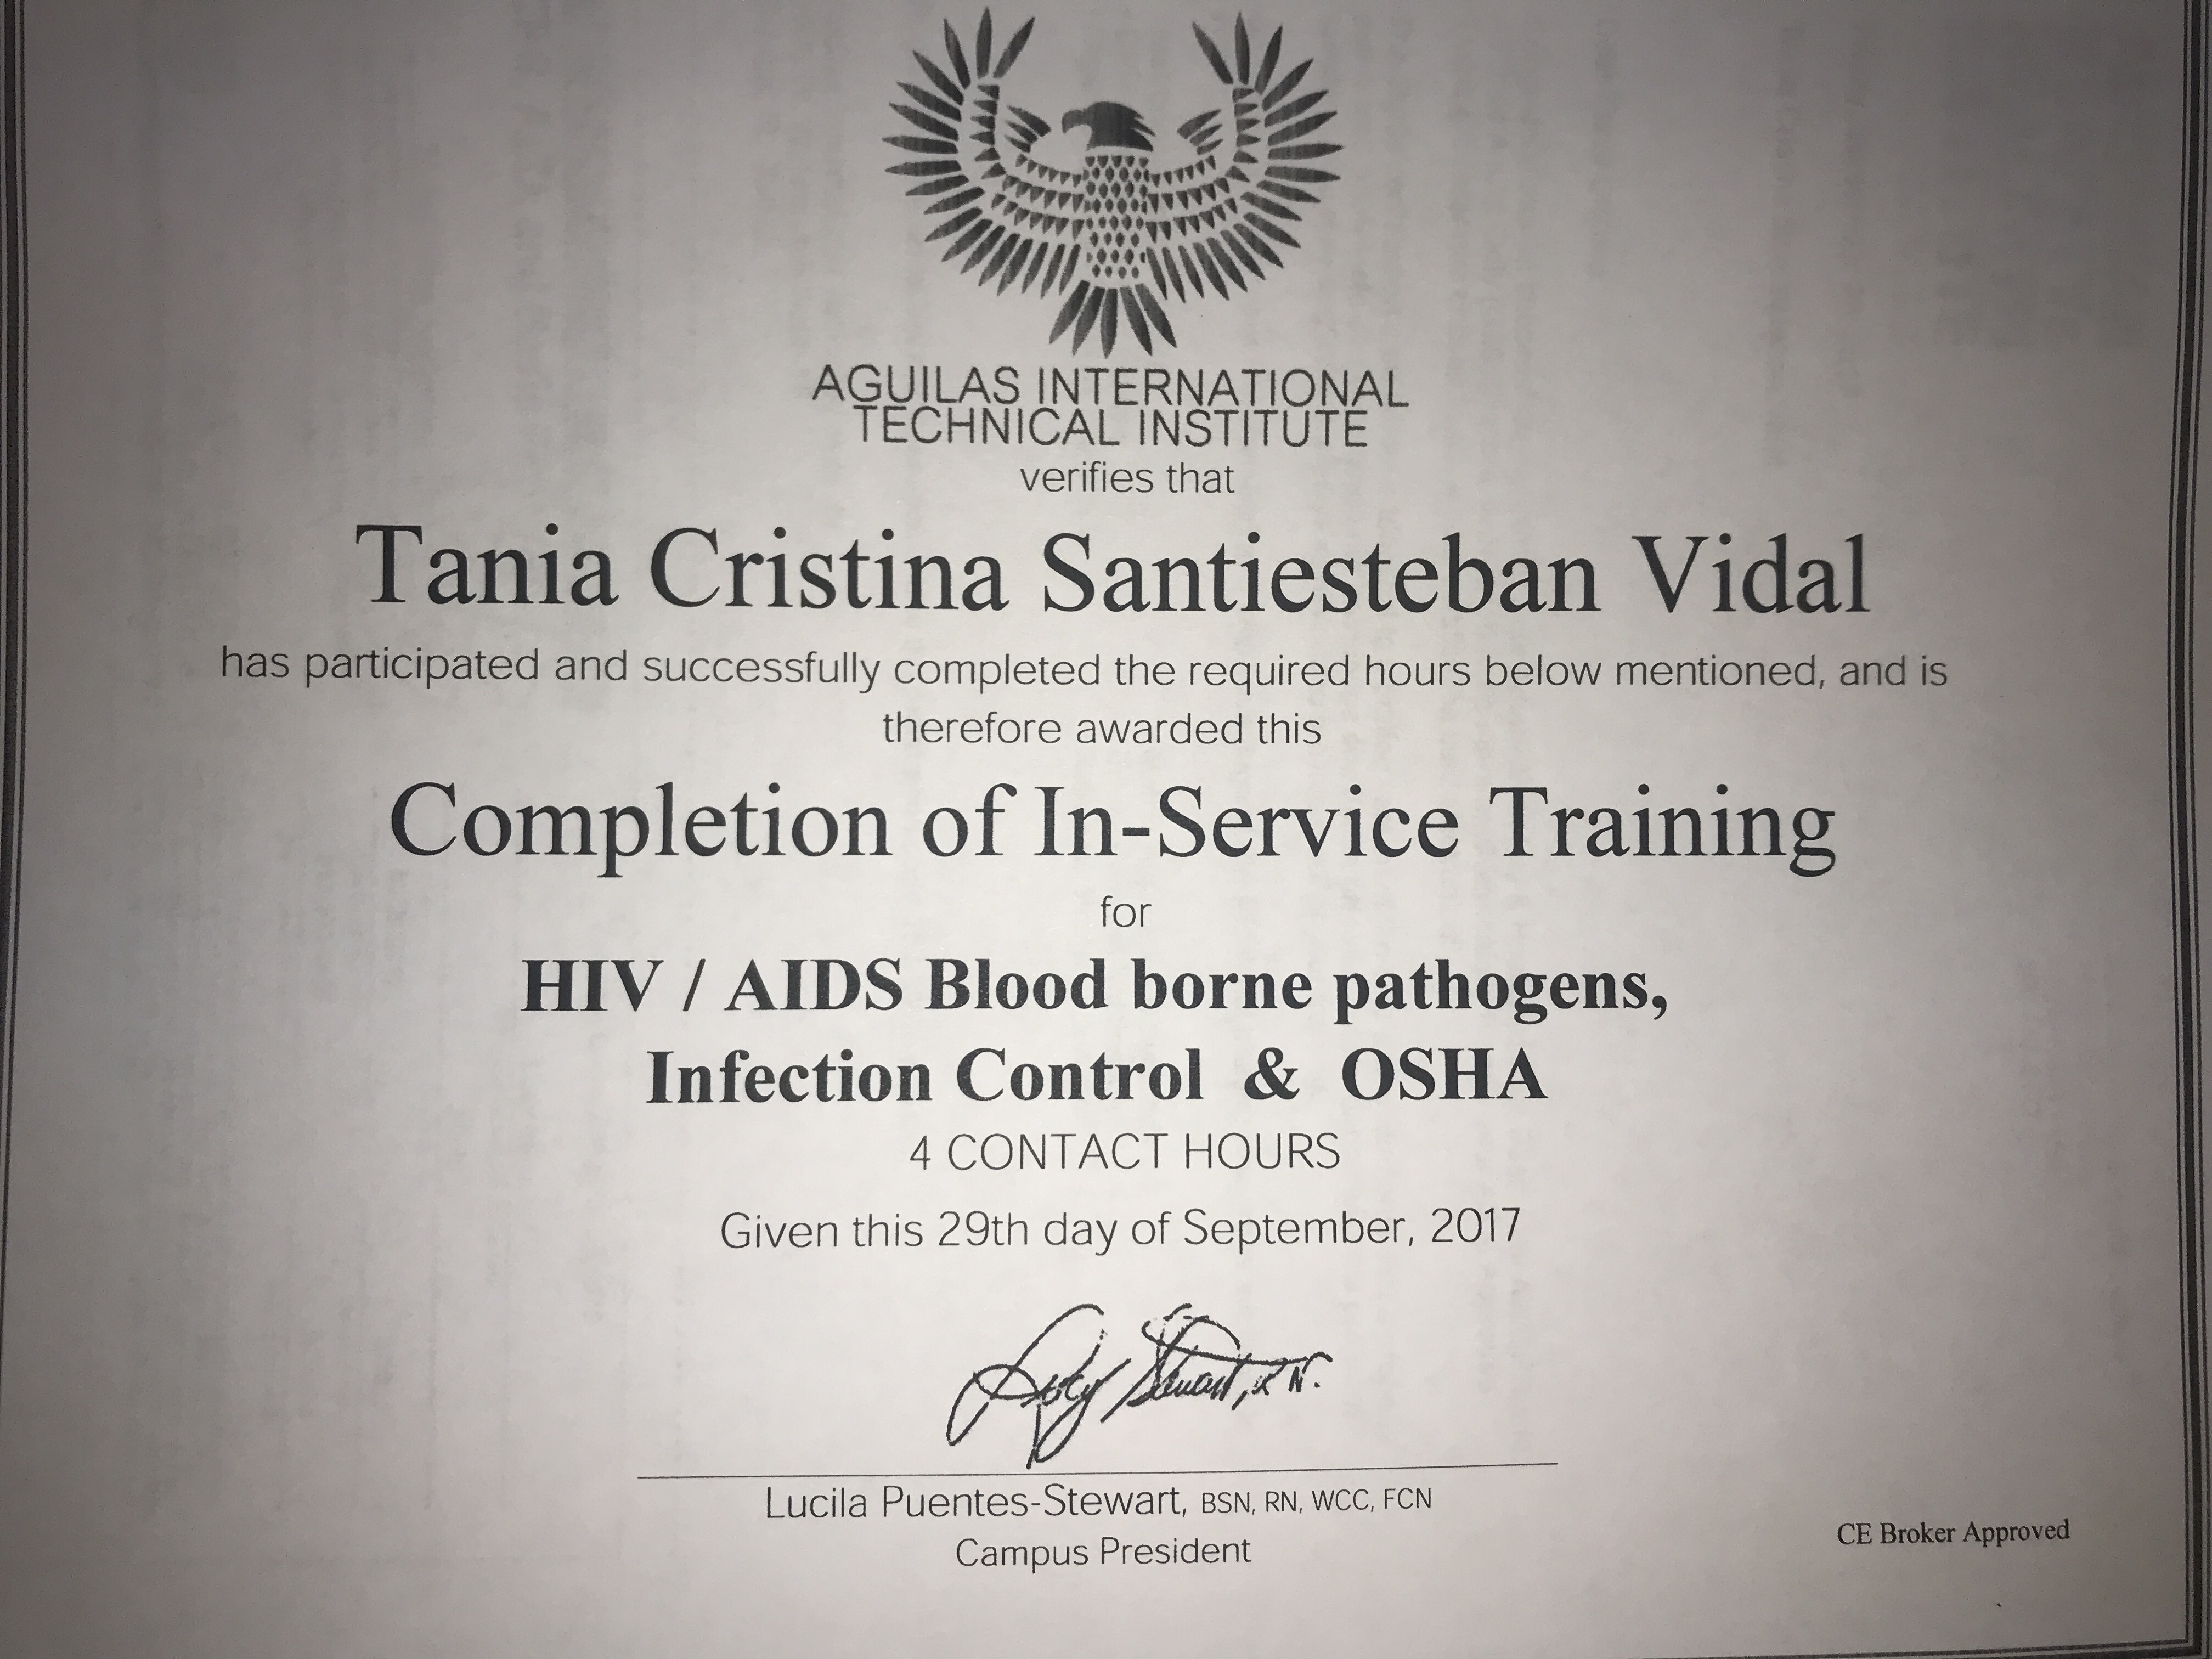 AGUILAS INTERNATIONAL
TECHNICAL INSTITUTE
verifies that
Tania Cristina Santiesteban Vidal
has participated and successfully completed the required hours below mentioned, and is
therefore awarded this
Completion of In-Service Training
for
HIV / AIDS Blood borne pathogens,
Infection Control & OSHA
4 CONTACT HOURS
Given this 29th day of September, 2017
Lucila Puentes-Stewart, BSN, RN, WCC, FCN
Campus President
CE Broker Approved